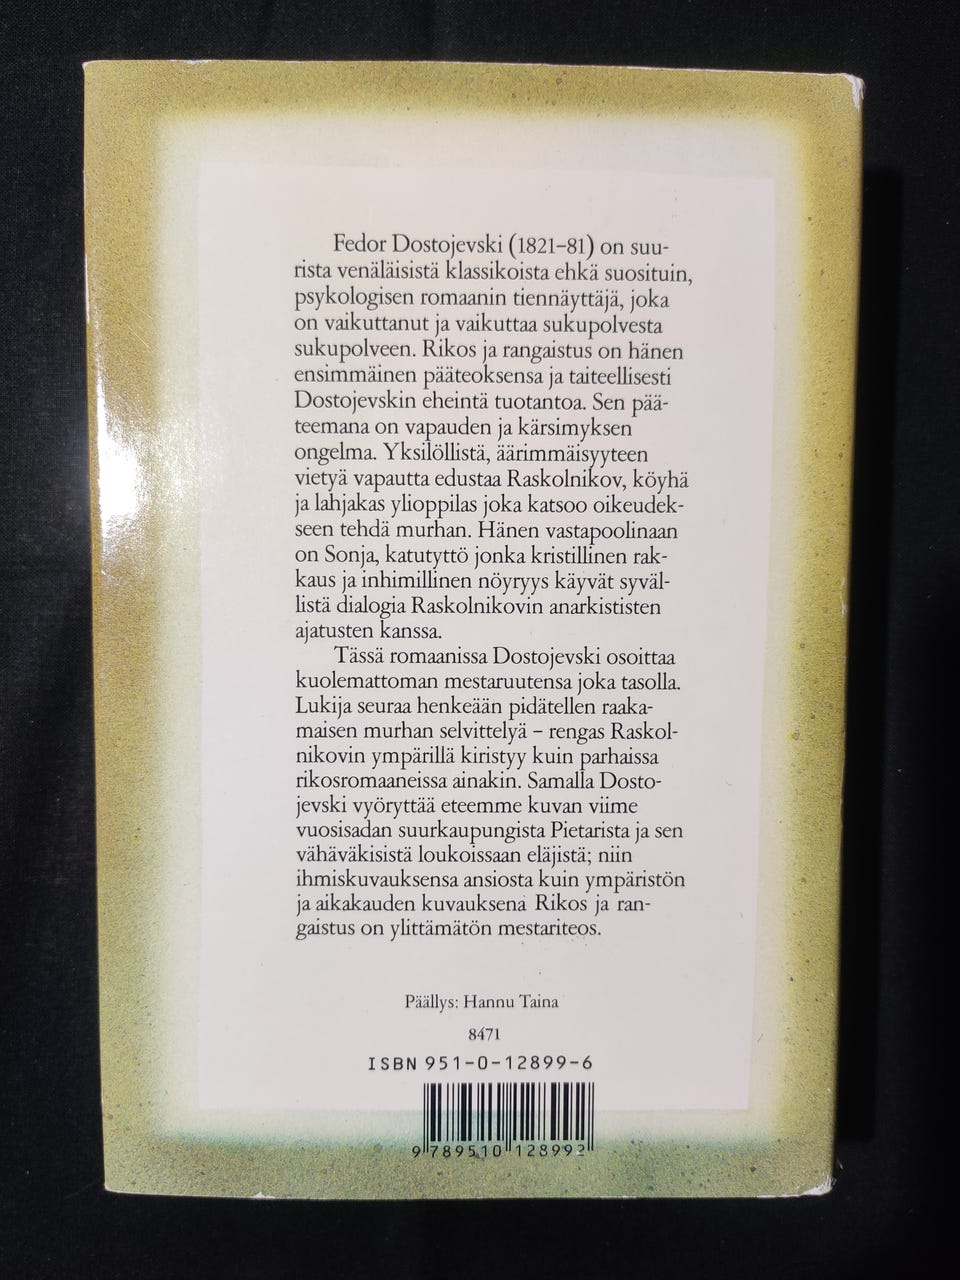 Fedor Dostojevski (1821–81) on suu-
rista venäläisistä klassikoista ehkä suosituin,
psykologisen romaanin tiennäyttäjä, joka
on vaikuttanut ja vaikuttaa sukupolvesta
sukupolveen. Rikos ja rangaistus on hänen
ensimmäinen pääteoksensa ja taiteellisesti
Dostojevskin eheintä tuotantoa. Sen pää-
teemana on vapauden ja kärsimyksen
ongelma. Yksilöllistä, äärimmäisyyteen
vietyä vapautta edustaa Raskolnikov, köyhä
ja lahjakas ylioppilas joka katsoo oikeudek-
seen tehdä murhan. Hänen vastapoolinaan
on Sonja, katutyttö jonka kristillinen rak-
kaus ja inhimillinen nöyryys käyvät syväl-
listä dialogia Raskolnikovin anarkististen
ajatusten kanssa.
Tässä romaanissa Dostojevski osoittaa
kuolemattoman mestaruutensa joka tasolla.
Lukija seuraa henkeään pidätellen raaka-
maisen murhan selvittelyä – rengas Raskol-
nikovin ympärillä kiristyy kuin parhaissa
rikosromaaneissa ainakin. Samalla Dosto-
jevski vyöryttää eteemme kuvan viime
vuosisadan suurkaupungista Pietarista ja sen
vähäväkisistä loukoissaan eläjistä; niin
ihmiskuvauksensa ansiosta kuin ympäristön
ja aikakauden kuvauksena Rikos ja ran-
gaistus on ylittämätön mestariteos.
Päällys: Hannu Taina
8471
ISBN 951-0-12899-6
9 789510 128992